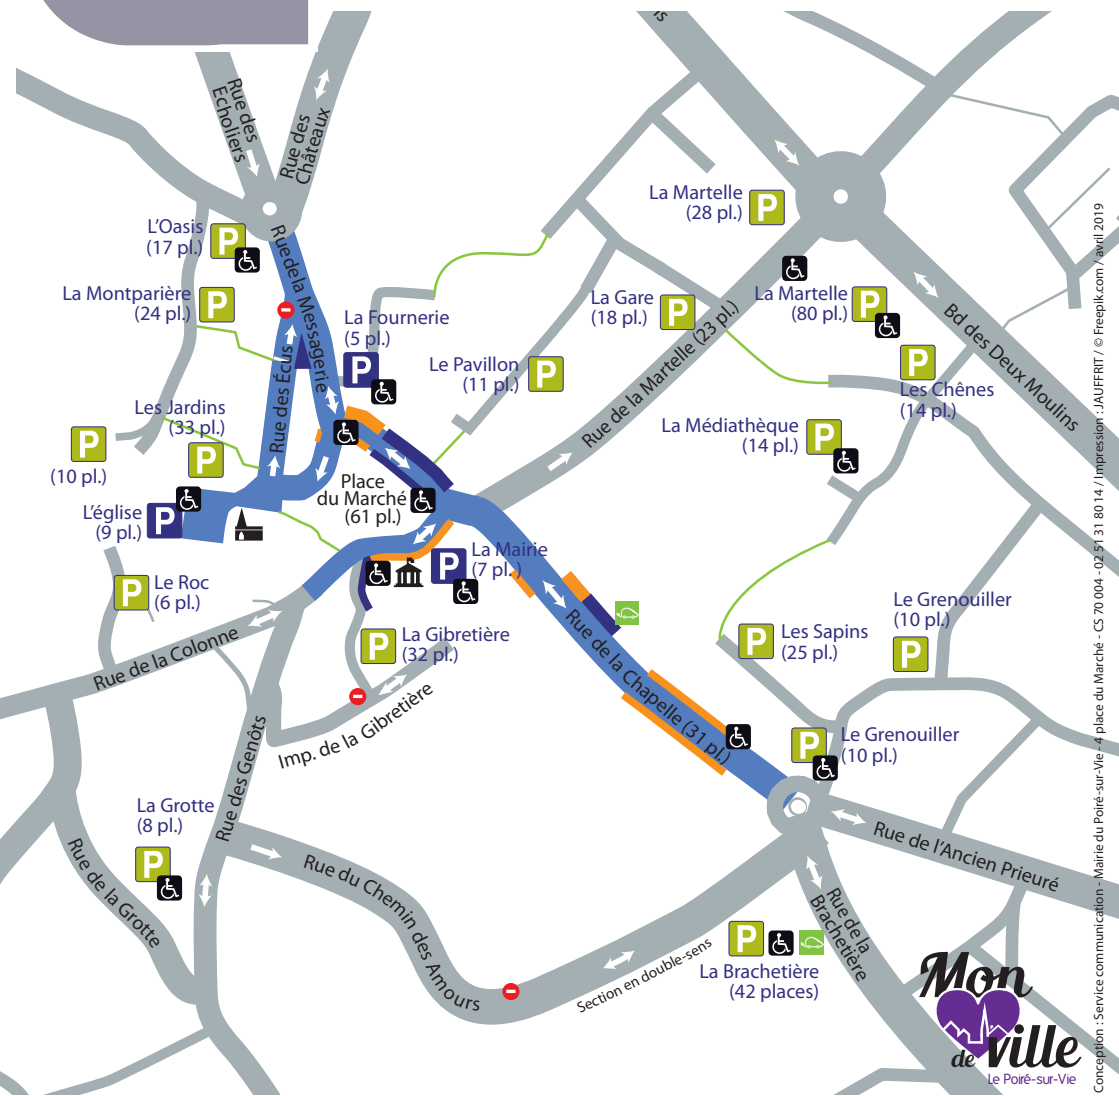 is
Rue des
Echoliers
Rue des
Châteaux
La Martelle
(28 pl.)
P
L'Oasis
(17 pl.)
P
Rue de la Messagerie
La Montparière
(24 pl.)
P
La Fournerie
(5 pl.)
P
La Gare
(18 pl.)
P
La Martelle
(80 pl.)
P
Bd des Deux Moulins
Rue de la Martelle (23 pl.)
Le Pavillon
(11 pl.)
P
P
Les Chênes
(14 pl.)
Rue des Écus
Les Jardins
(33 pl.)
P
P
(10 pl.)
La Médiathèque
(14 pl.)
P
Place
du Marché
(61 pl.)
L'église
(9 pl.)
P
La Mairie
(7 pl.)
P
P
Le Roc
(6 pl.)
Le Grenouiller
(10 pl.)
P
Rue de la Colonne
P
La Gibretière
(32 pl.)
P
Les Sapins
(25 pl.)
Rue de la Chapelle (31 pl.)
Imp. de la Gibretière
P
Le Grenouiller
(10 pl.)
Rue des Genôts
La Grotte
(8 pl.)
P
Rue de la Grotte
Rue de l'Ancien Prieuré
Rue du Chemin des Amours
Rue de la
Brachetière
Section en double-sens
P
La Brachetière
(42 places)
Mon
de ville
Le Poiré-sur-Vie
Conception : Service communication - Mairie du Poiré-sur-Vie - 4 place du Marché - CS 70 004 - 02 51 31 80 14 / Impression : JAUFFRIT / © Freepik.com / avril 2019